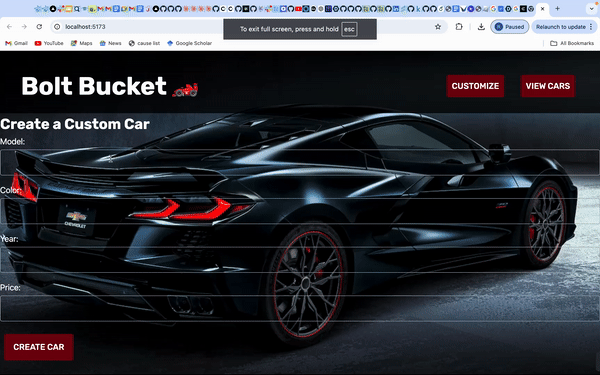 localhost:5173
To exit full screen, press and hold esc
Paused
Relaunch to update
Gmail
YouTube
Maps
News
cause list
Google Scholar
All Bookmarks
Bolt Bucket
CUSTOMIZE
VIEW CARS
Create a Custom Car
Model:
Color:
Year:
Price:
CHEVROLET
CREATE CAR